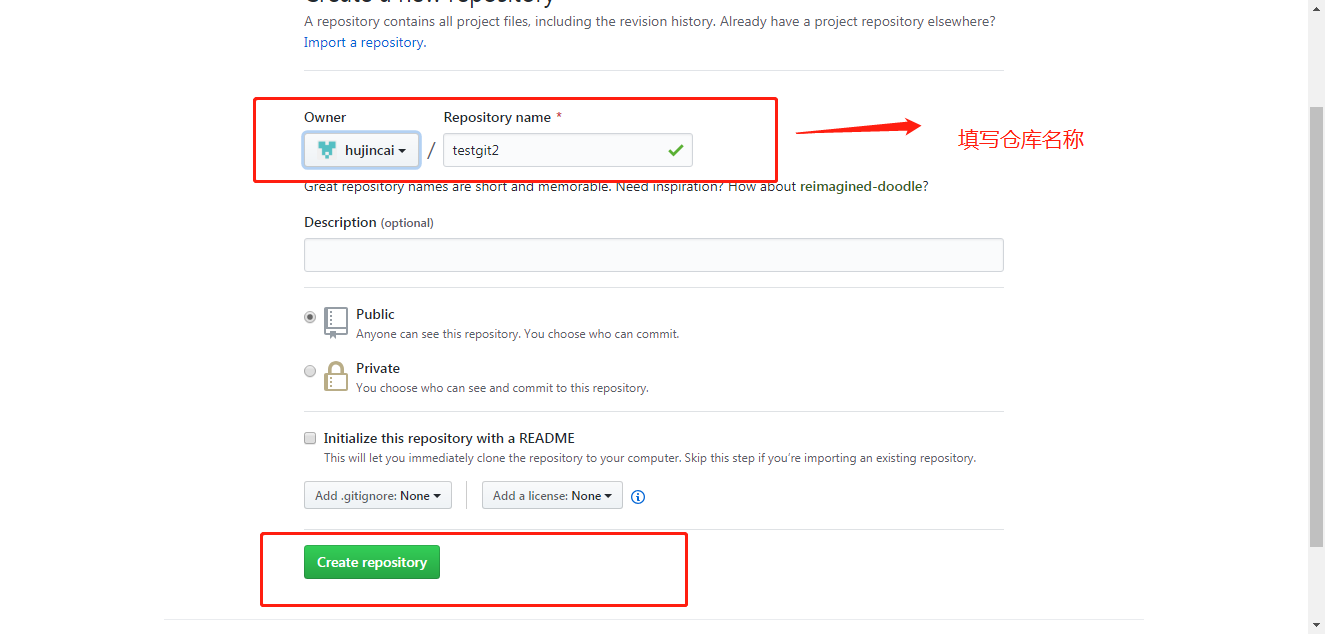 Create a new repository
A repository contains all project files, including the revision history. Already have a project repository elsewhere?
Import a repository.
Owner Repository name *
hujincai / testgit2
填写仓库名称
Great repository names are short and memorable. Need inspiration? How about reimagined-doodle?
Description (optional)
Public
Anyone can see this repository. You choose who can commit.
Private
You choose who can see and commit to this repository.
Initialize this repository with a README
This will let you immediately clone the repository to your computer. Skip this step if you’re importing an existing repository.
Add .gitignore: None Add a license: None
Create repository